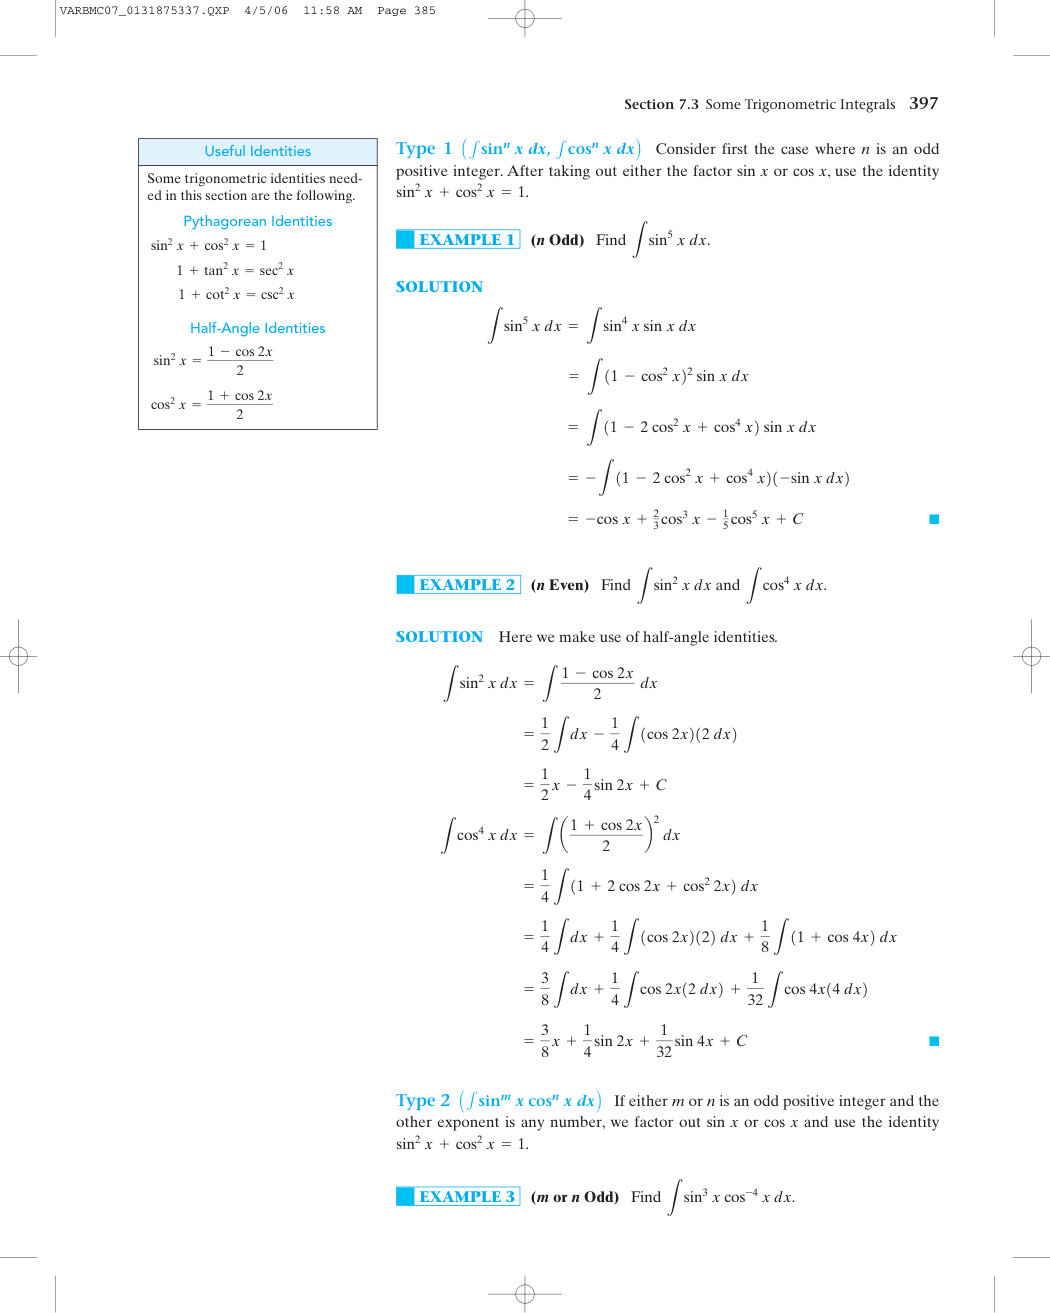 VARBMC07_0131875337.QXP 4/5/06 11:58 AM Page 385
Section 7.3 Some Trigonometric Integrals 397
Useful Identities
Some trigonometric identities need-
ed in this section are the following.
Pythagorean Identities
sin² x + cos² x = 1
1 + tan² x = sec² x
1 + cot² x = csc² x
Half-Angle Identities
sin² x = (1 − cos 2x)/2
cos² x = (1 + cos 2x)/2
Type 1 (∫ sinⁿ x dx, ∫ cosⁿ x dx) Consider first the case where n is an odd
positive integer. After taking out either the factor sin x or cos x, use the identity
sin² x + cos² x = 1.
EXAMPLE 1 (n Odd) Find ∫ sin⁵ x dx.
SOLUTION
∫ sin⁵ x dx = ∫ sin⁴ x sin x dx
= ∫ (1 − cos² x)² sin x dx
= ∫ (1 − 2 cos² x + cos⁴ x) sin x dx
= −∫ (1 − 2 cos² x + cos⁴ x)(−sin x dx)
= −cos x + 2/3 cos³ x − 1/5 cos⁵ x + C
EXAMPLE 2 (n Even) Find ∫ sin² x dx and ∫ cos⁴ x dx.
SOLUTION Here we make use of half-angle identities.
∫ sin² x dx = ∫ (1 − cos 2x)/2 dx
= 1/2 ∫ dx − 1/4 ∫ (cos 2x)(2 dx)
= 1/2 x − 1/4 sin 2x + C
∫ cos⁴ x dx = ∫ ((1 + cos 2x)/2)² dx
= 1/4 ∫ (1 + 2 cos 2x + cos² 2x) dx
= 1/4 ∫ dx + 1/4 ∫ (cos 2x)(2) dx + 1/8 ∫ (1 + cos 4x) dx
= 3/8 ∫ dx + 1/4 ∫ cos 2x(2 dx) + 1/32 ∫ cos 4x(4 dx)
= 3/8 x + 1/4 sin 2x + 1/32 sin 4x + C
Type 2 (∫ sinᵐ x cosⁿ x dx) If either m or n is an odd positive integer and the
other exponent is any number, we factor out sin x or cos x and use the identity
sin² x + cos² x = 1.
EXAMPLE 3 (m or n Odd) Find ∫ sin³ x cos⁻⁴ x dx.